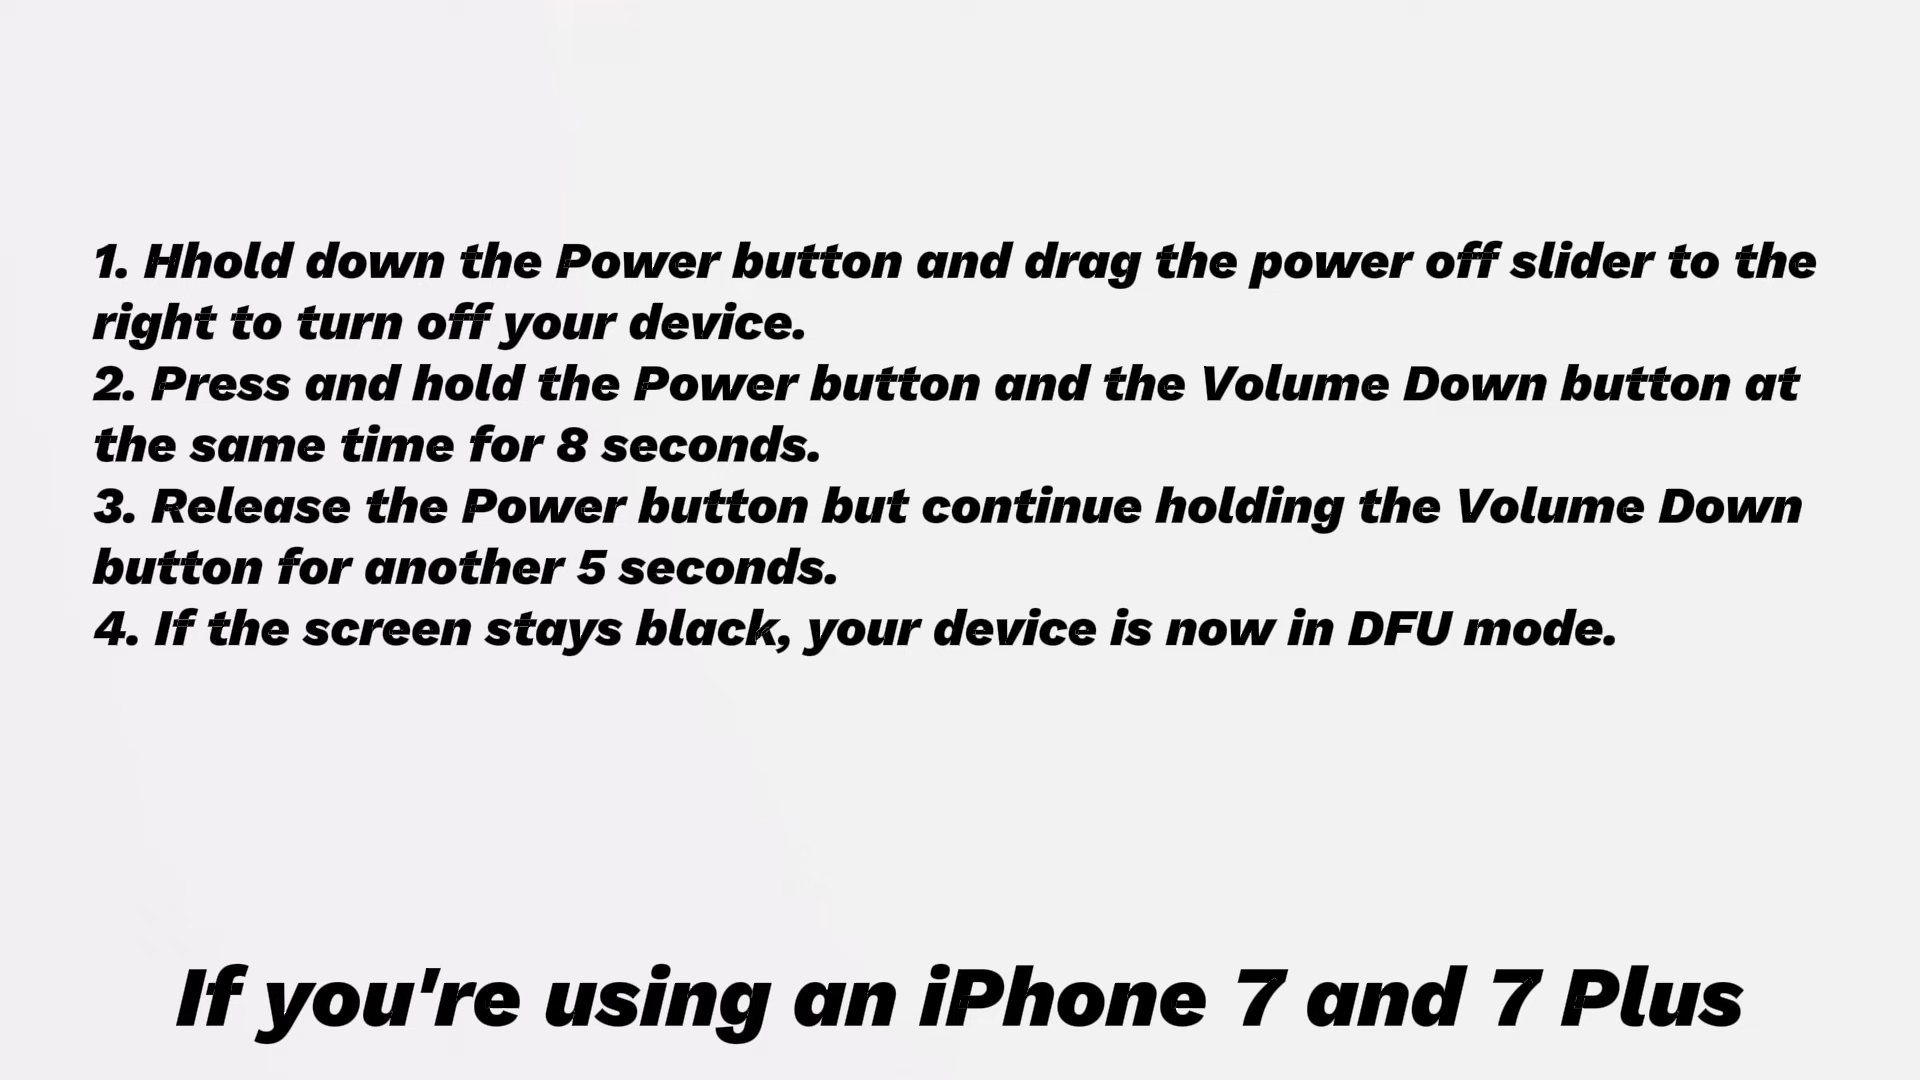 1. Hhold down the Power button and drag the power off slider to the
right to turn off your device.
2. Press and hold the Power button and the Volume Down button at
the same time for 8 seconds.
3. Release the Power button but continue holding the Volume Down
button for another 5 seconds.
4. If the screen stays black, your device is now in DFU mode.
If you're using an iPhone 7 and 7 Plus